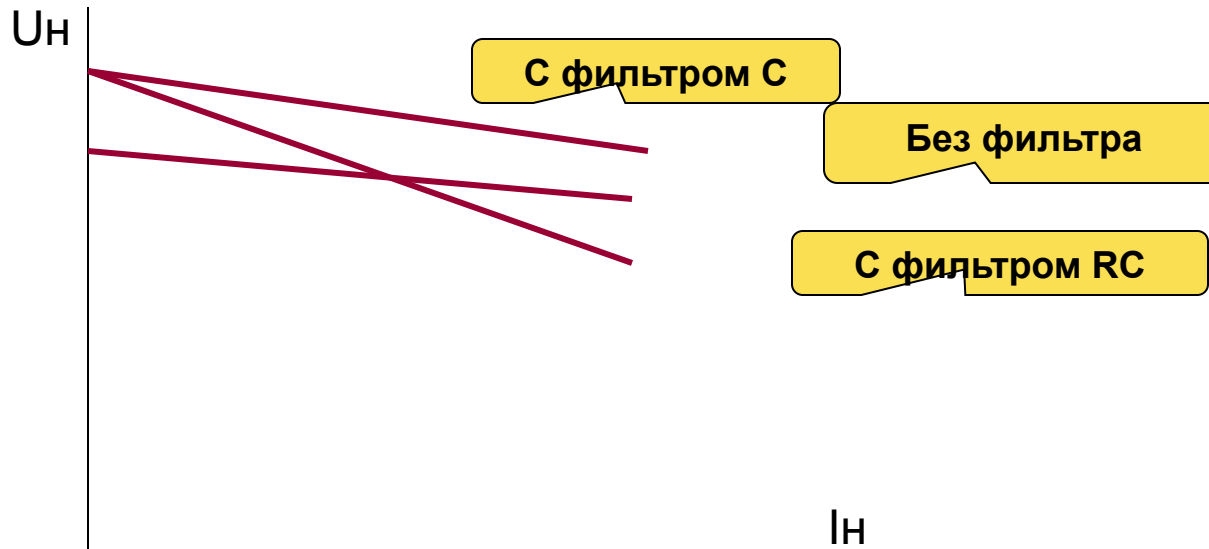 Uн
С фильтром С
Без фильтра
С фильтром RC
Iн